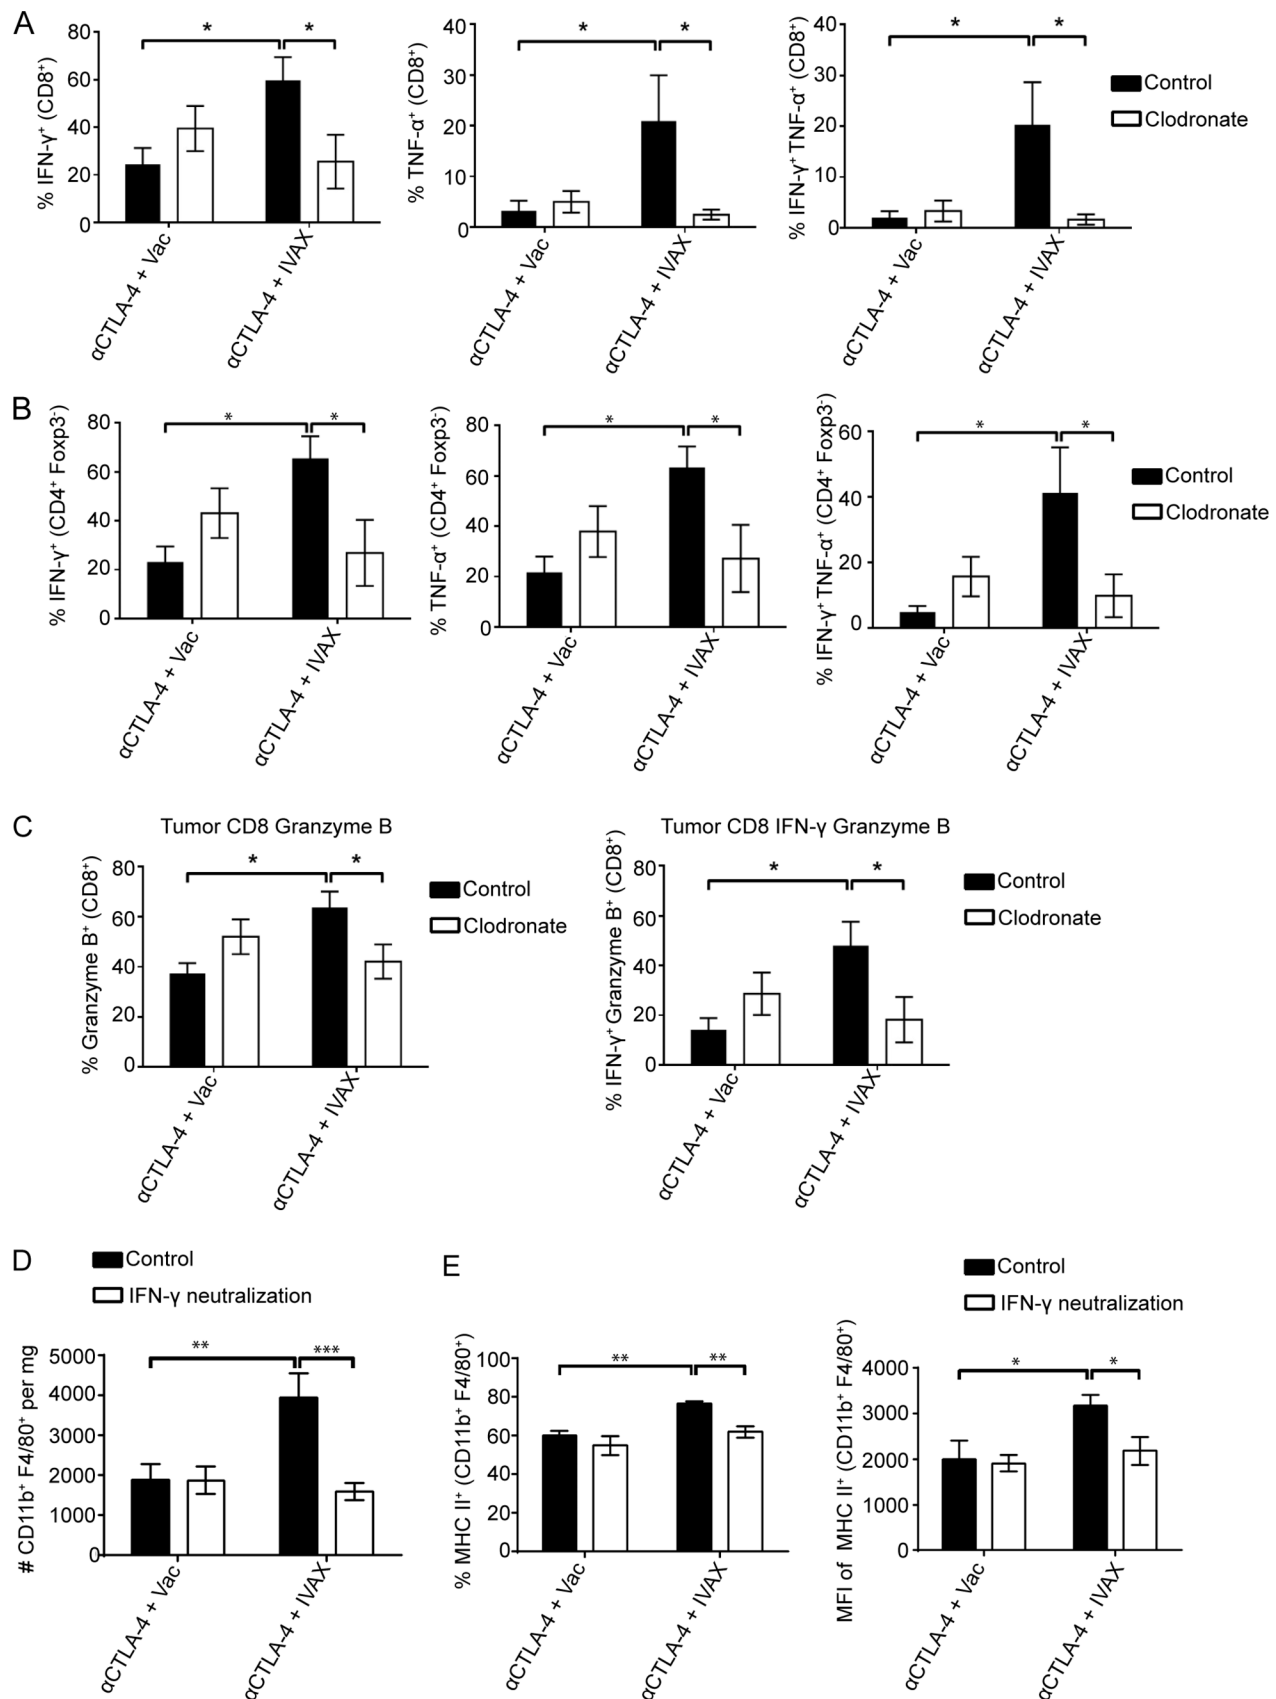 A
% IFN-γ⁺ (CD8⁺)
80
60
40
20
0
* *
αCTLA-4 + Vac
αCTLA-4 + IVAX
% TNF-α⁺ (CD8⁺)
40
30
20
10
0
* *
αCTLA-4 + Vac
αCTLA-4 + IVAX
% IFN-γ⁺ TNF-α⁺ (CD8⁺)
40
30
20
10
0
* *
αCTLA-4 + Vac
αCTLA-4 + IVAX
Control
Clodronate
B
% IFN-γ⁺ (CD4⁺ Foxp3⁻)
80
60
40
20
0
* *
αCTLA-4 + Vac
αCTLA-4 + IVAX
% TNF-α⁺ (CD4⁺ Foxp3⁻)
80
60
40
20
0
* *
αCTLA-4 + Vac
αCTLA-4 + IVAX
% IFN-γ⁺ TNF-α⁺ (CD4⁺ Foxp3⁻)
60
40
20
0
* *
αCTLA-4 + Vac
αCTLA-4 + IVAX
Control
Clodronate
C
Tumor CD8 Granzyme B
% Granzyme B⁺ (CD8⁺)
80
60
40
20
0
* *
αCTLA-4 + Vac
αCTLA-4 + IVAX
Control
Clodronate
Tumor CD8 IFN-γ Granzyme B
% IFN-γ⁺ Granzyme B⁺ (CD8⁺)
80
60
40
20
0
* *
αCTLA-4 + Vac
αCTLA-4 + IVAX
Control
Clodronate
D
Control
IFN-γ neutralization
# CD11b⁺ F4/80⁺ per mg
5000
4000
3000
2000
1000
0
** ***
αCTLA-4 + Vac
αCTLA-4 + IVAX
E
% MHC II⁺ (CD11b⁺ F4/80⁺)
100
80
60
40
20
0
** **
αCTLA-4 + Vac
αCTLA-4 + IVAX
Control
IFN-γ neutralization
MFI of MHC II⁺ (CD11b⁺ F4/80⁺)
4000
3000
2000
1000
0
* *
αCTLA-4 + Vac
αCTLA-4 + IVAX